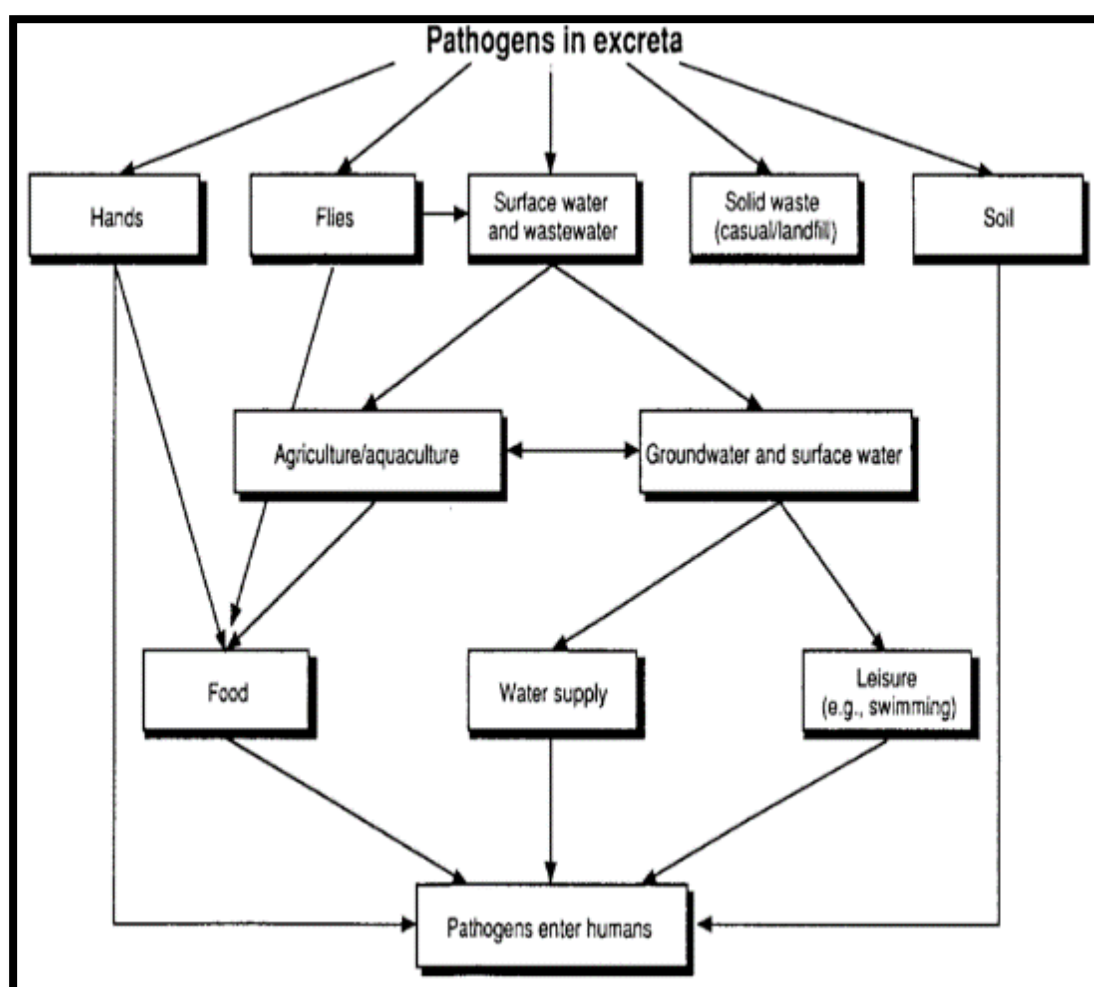 Pathogens in excreta
Hands
Flies
Surface water
and wastewater
Solid waste
(casual/landfill)
Soil
Agriculture/aquaculture
Groundwater and surface water
Food
Water supply
Leisure
(e.g., swimming)
Pathogens enter humans